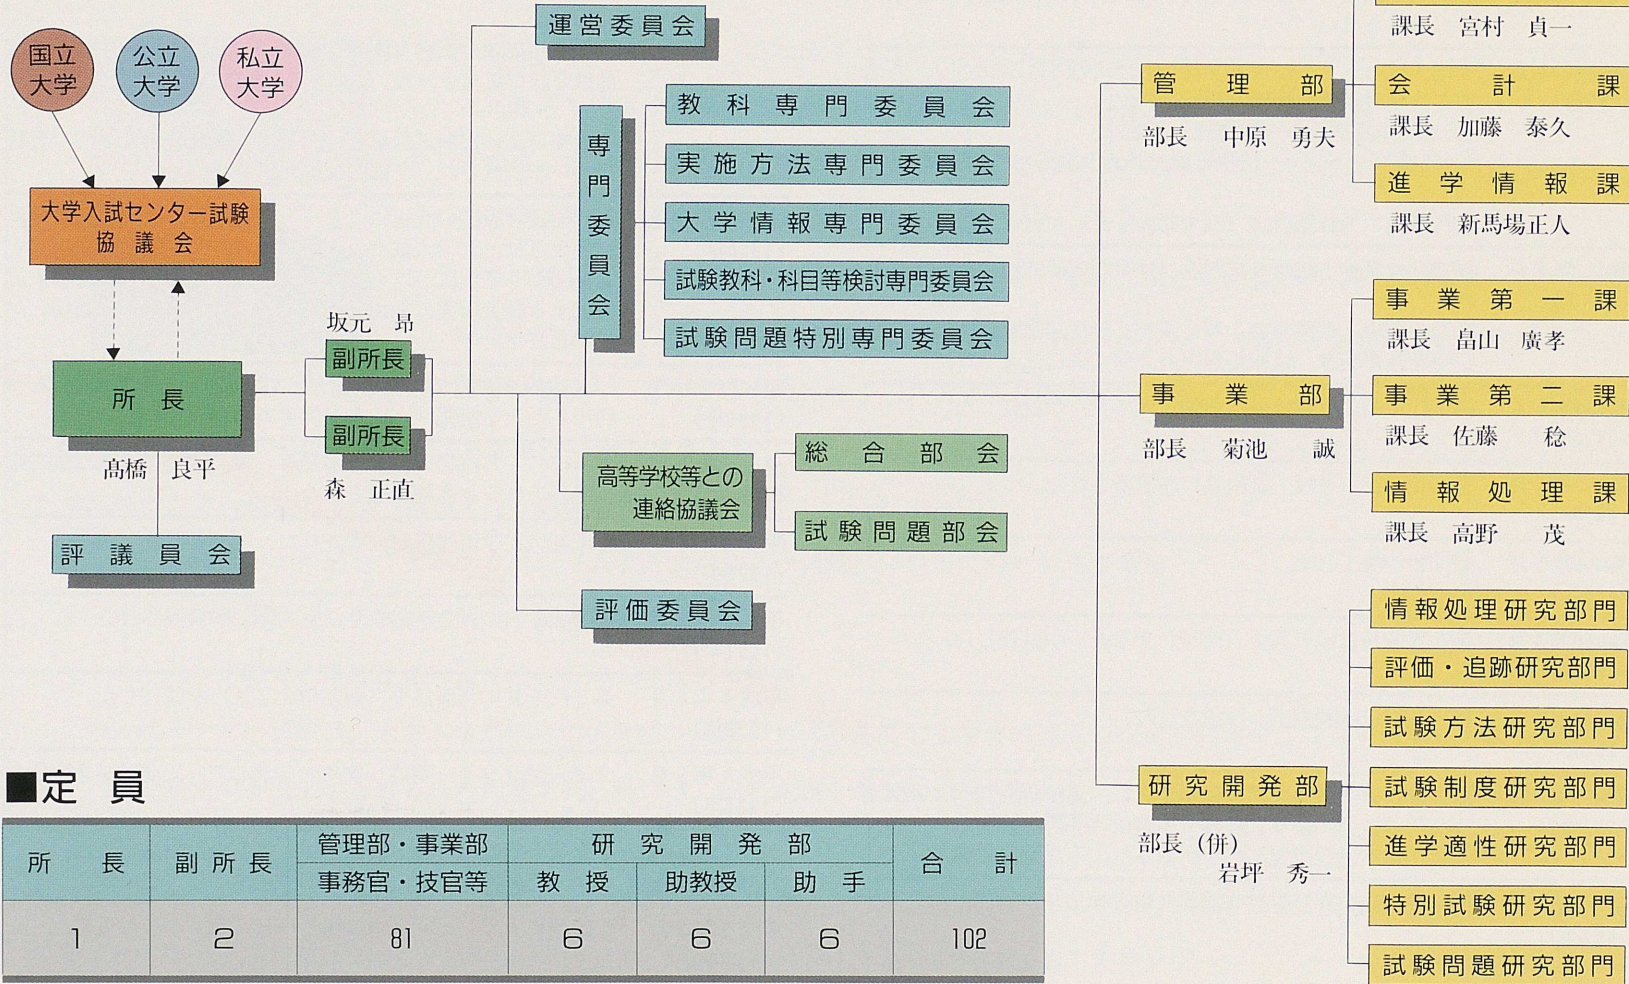 国立
大学
公立
大学
私立
大学
大学入試センター試験
協議会
所長
髙橋 良平
坂元 昻
副所長
副所長
森 正直
評議員会
運営委員会
専門委員会
教科専門委員会
実施方法専門委員会
大学情報専門委員会
試験教科・科目等検討専門委員会
試験問題特別専門委員会
高等学校等との
連絡協議会
総合部会
試験問題部会
評価委員会
課長 宮村 貞一
管理部
部長 中原 勇夫
会計課
課長 加藤 泰久
進学情報課
課長 新馬場正人
事業部
部長 菊池 誠
事業第一課
課長 畠山 廣孝
事業第二課
課長 佐藤 稔
情報処理課
課長 高野 茂
研究開発部
部長(併)
岩坪 秀一
情報処理研究部門
評価・追跡研究部門
試験方法研究部門
試験制度研究部門
進学適性研究部門
特別試験研究部門
試験問題研究部門
■定 員
所長 副所長 管理部・事業部 研究開発部 合計
事務官・技官等 教授 助教授 助手
1 2 81 6 6 6 102